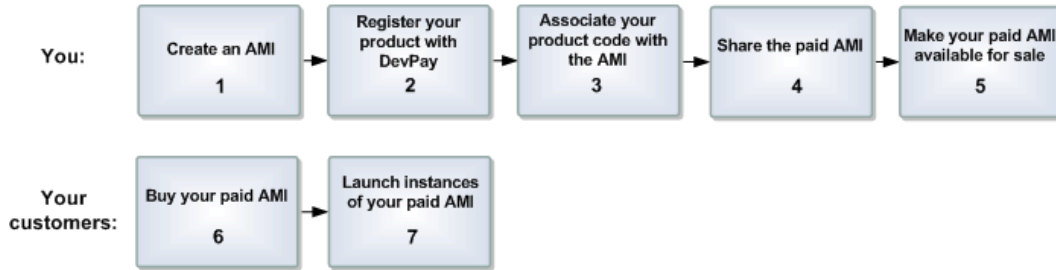 You:
Create an AMI
1
Register your
product with
DevPay
2
Associate your
product code with
the AMI
3
Share the paid AMI
4
Make your paid AMI
available for sale
5
Your
customers:
Buy your paid AMI
6
Launch instances
of your paid AMI
7